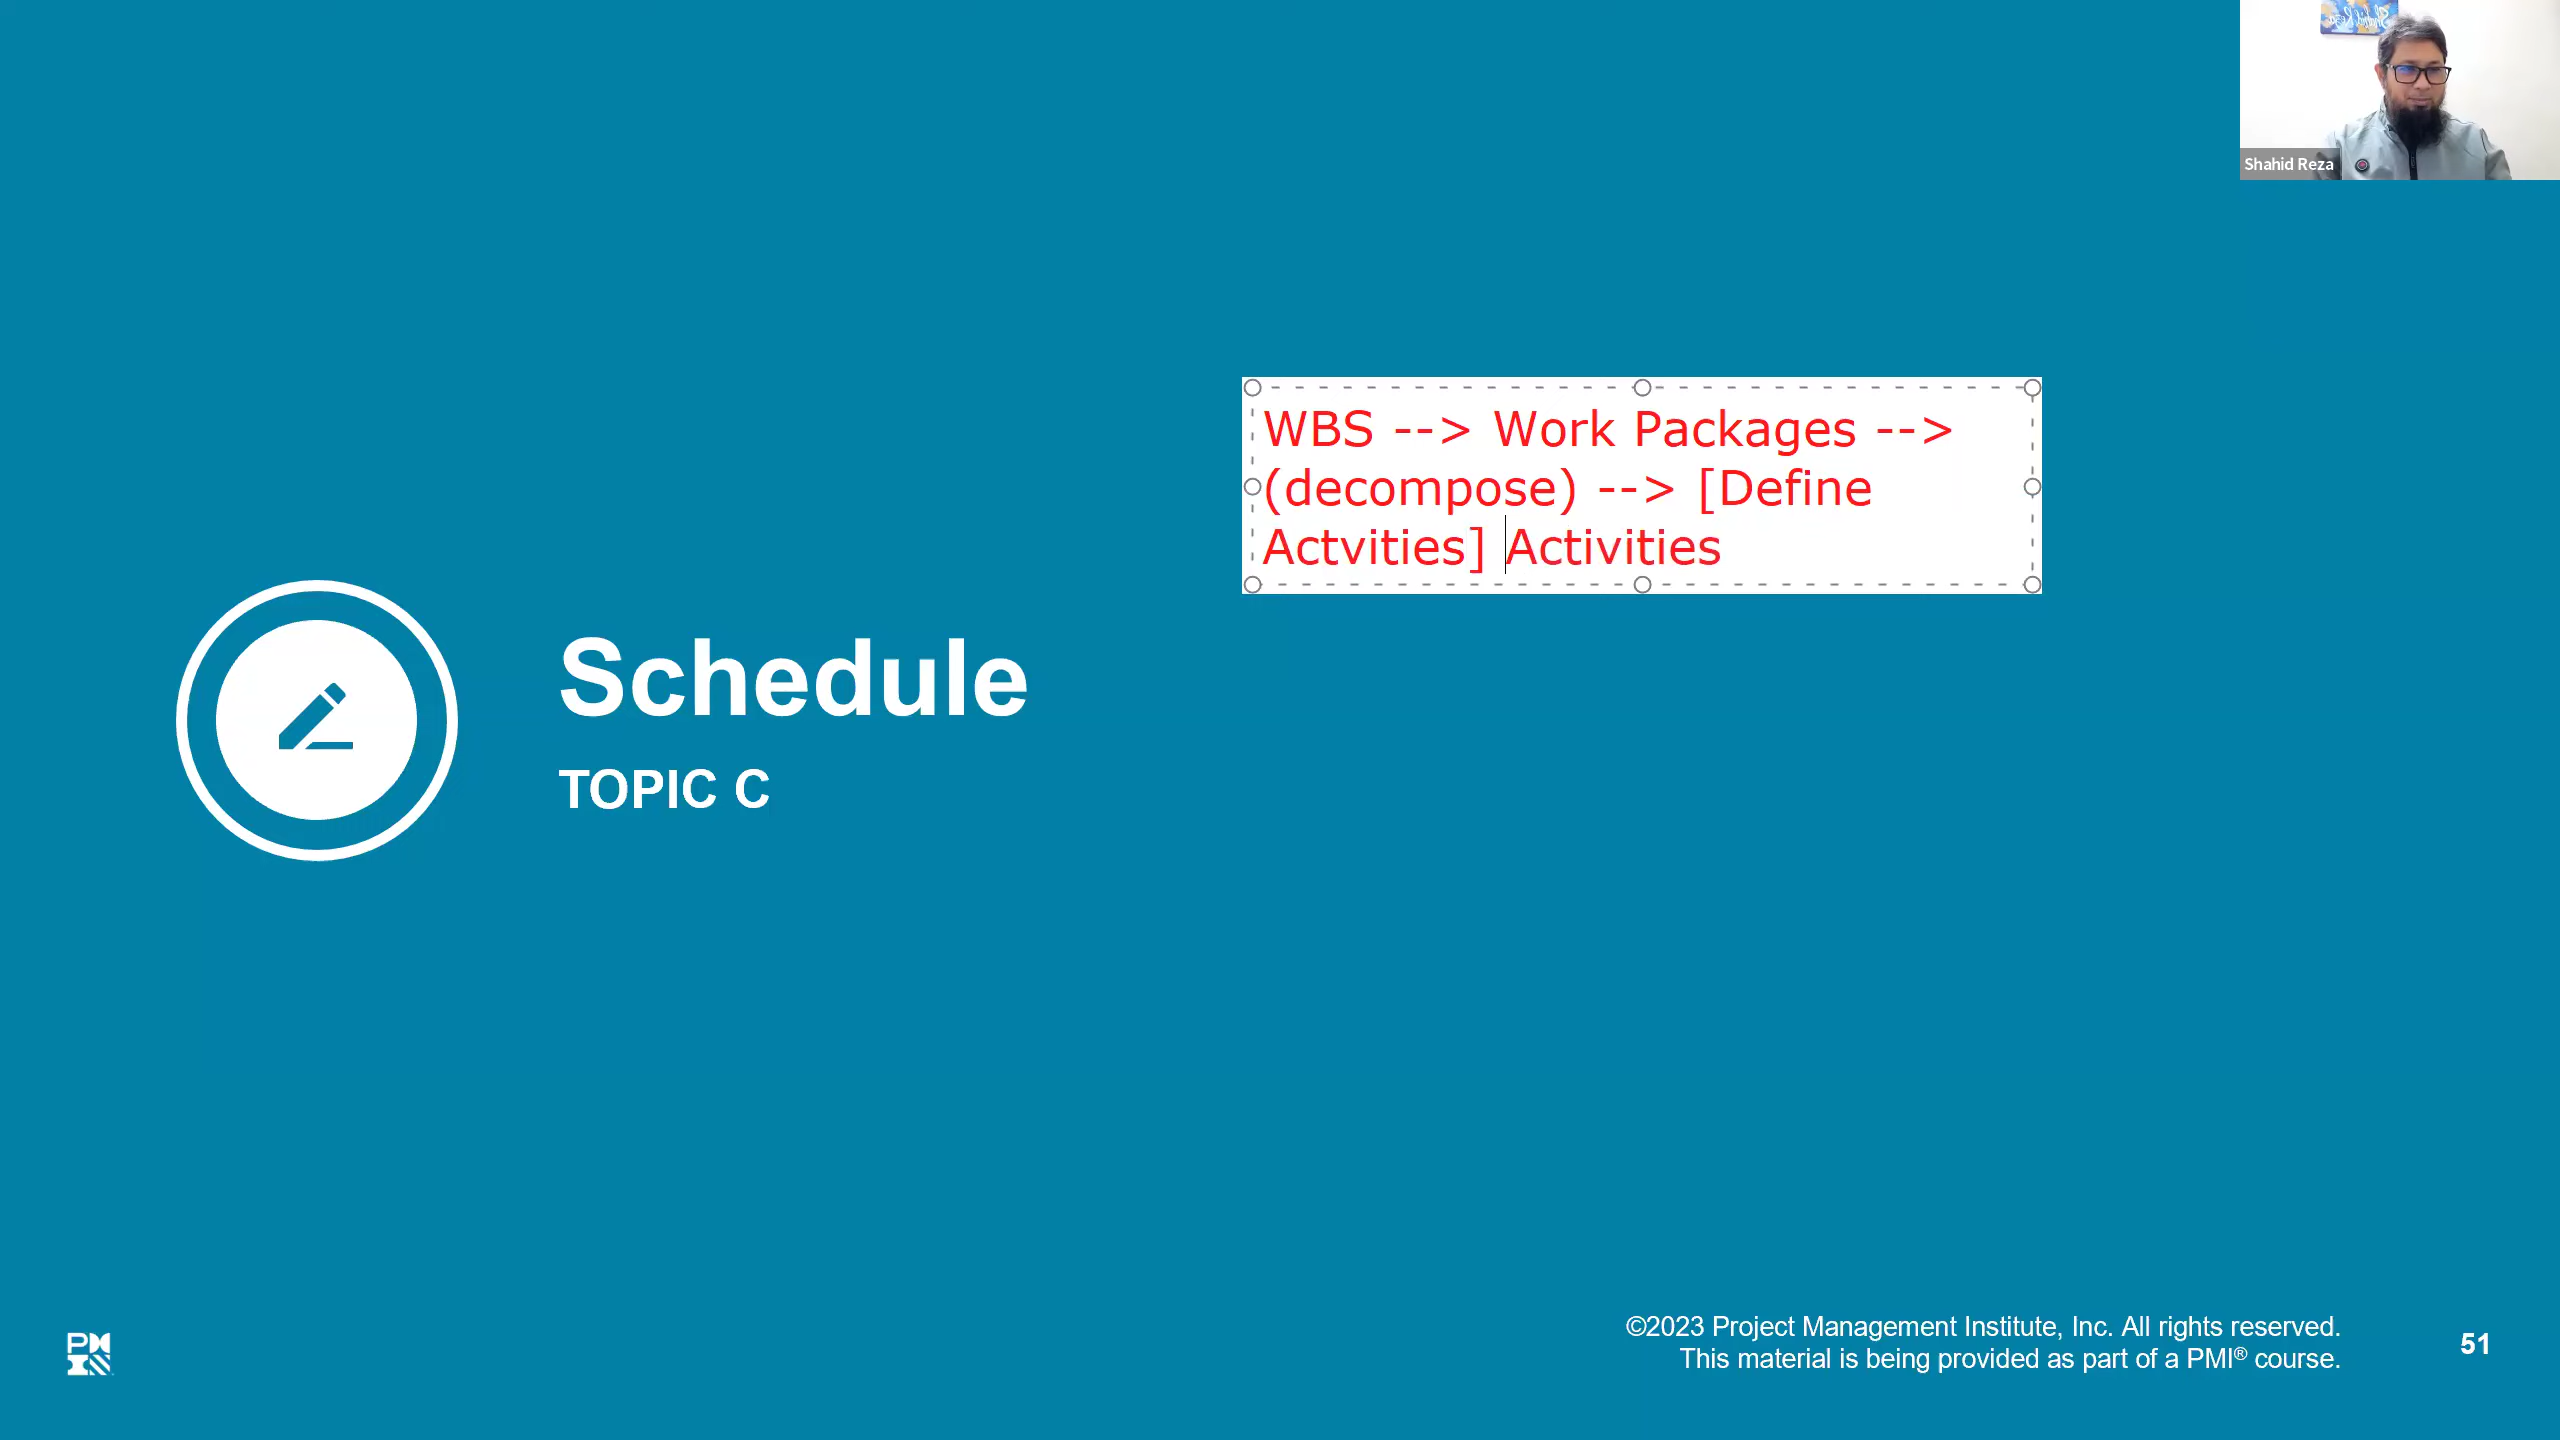 Shahid Reza
WBS --> Work Packages -->
(decompose) --> [Define
Actvities] Activities
Schedule
TOPIC C
©2023 Project Management Institute, Inc. All rights reserved.
This material is being provided as part of a PMI® course.
51